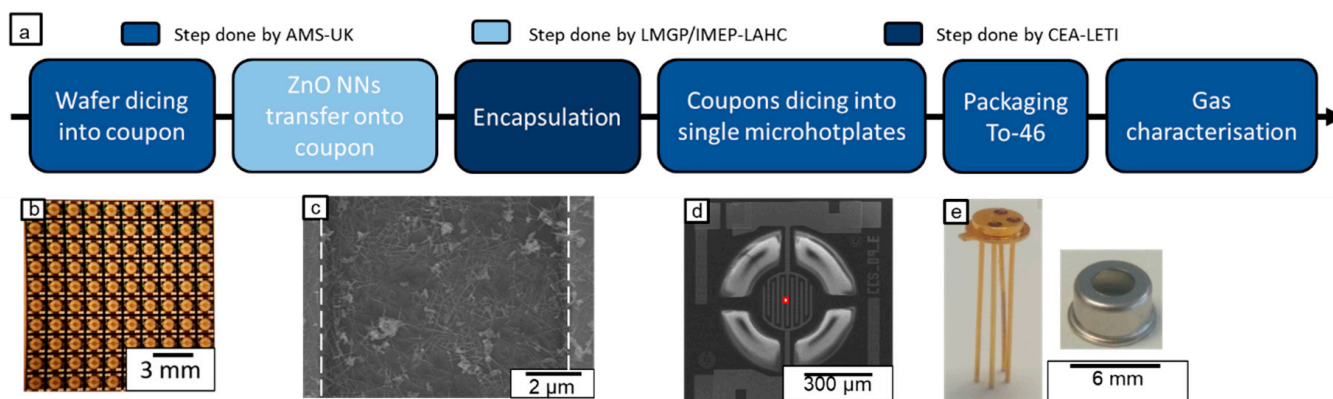 a
Step done by AMS-UK
Step done by LMGP/IMEP-LAHC
Step done by CEA-LETI
Wafer dicing
into coupon
ZnO NNs
transfer onto
coupon
Encapsulation
Coupons dicing into
single microhotplates
Packaging
To-46
Gas
characterisation
b
3 mm
c
2 µm
d
CCS_09_E
300 µm
e
6 mm